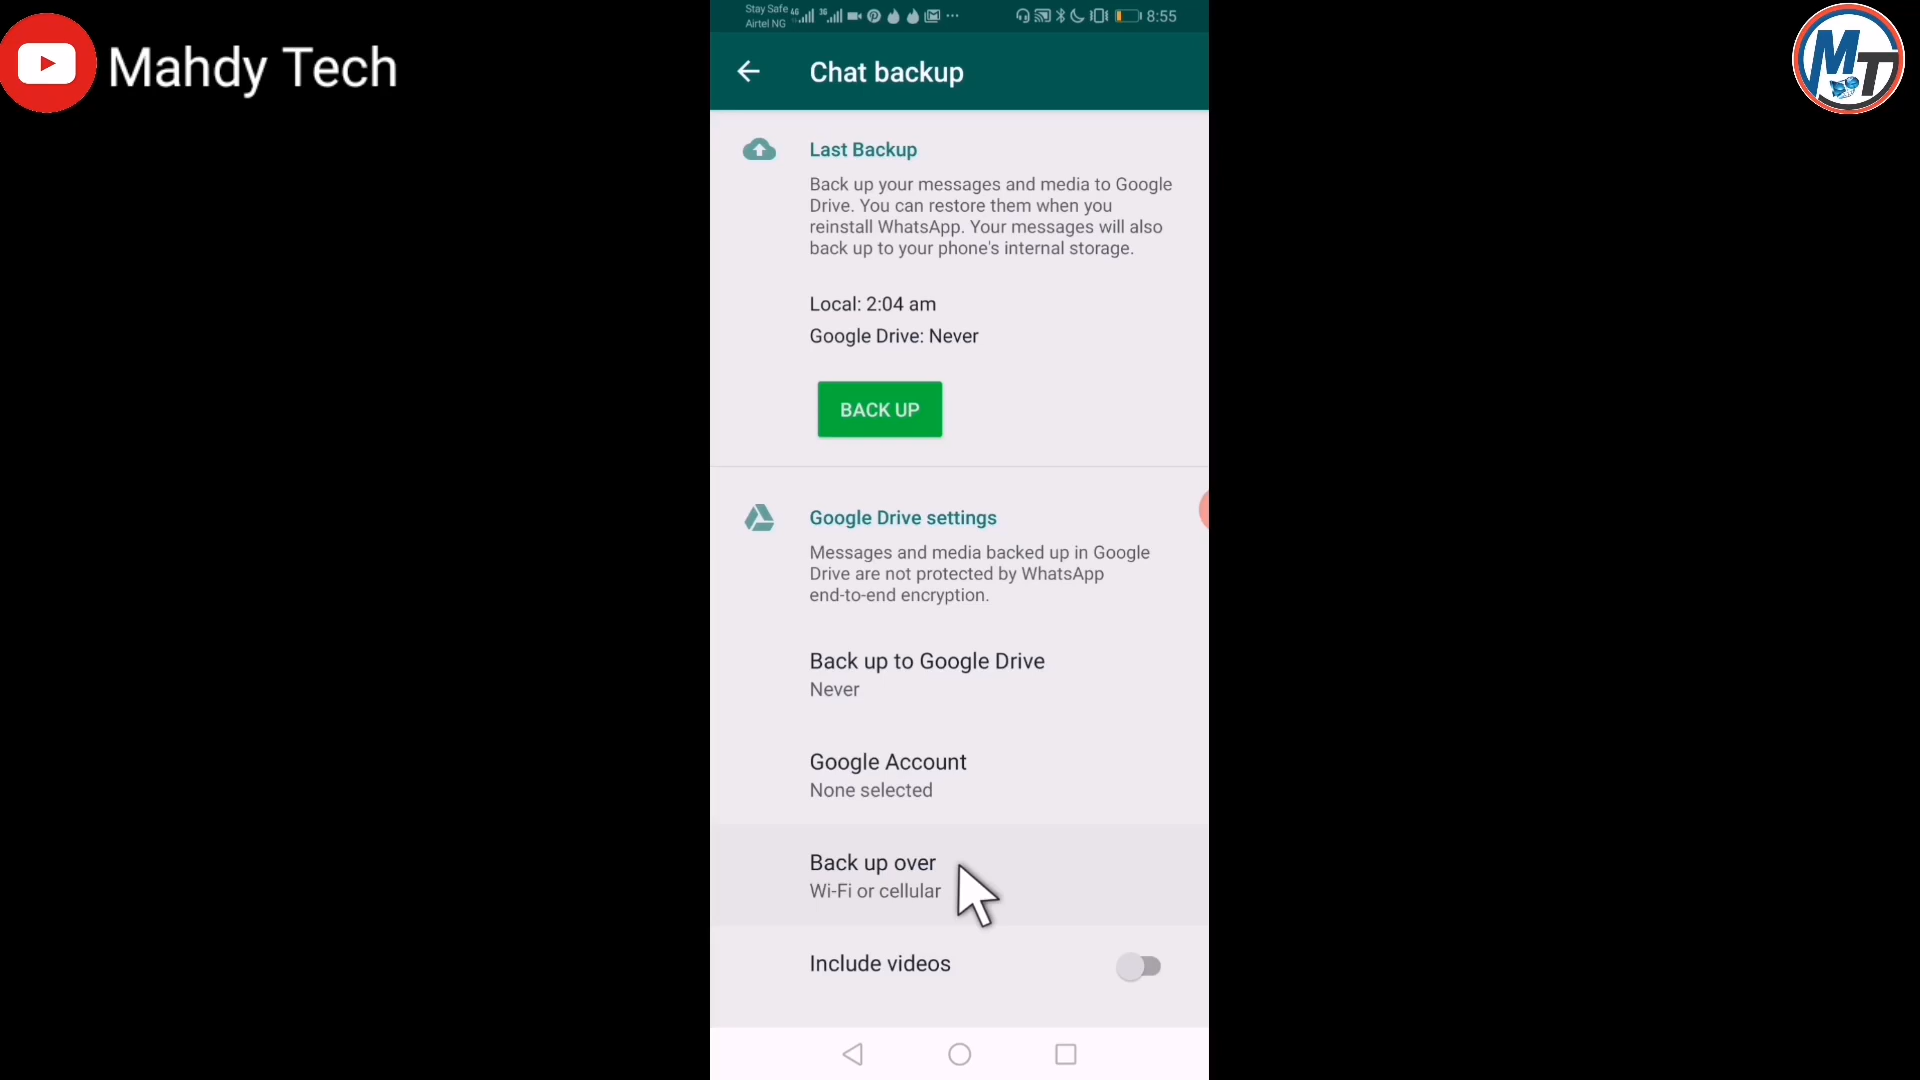 Mahdy Tech
MT
Stay Safe
Airtel NG
4G
3G
8:55
Chat backup
Last Backup
Back up your messages and media to Google
Drive. You can restore them when you
reinstall WhatsApp. Your messages will also
back up to your phone's internal storage.
Local: 2:04 am
Google Drive: Never
BACK UP
Google Drive settings
Messages and media backed up in Google
Drive are not protected by WhatsApp
end-to-end encryption.
Back up to Google Drive
Never
Google Account
None selected
Back up over
Wi-Fi or cellular
Include videos